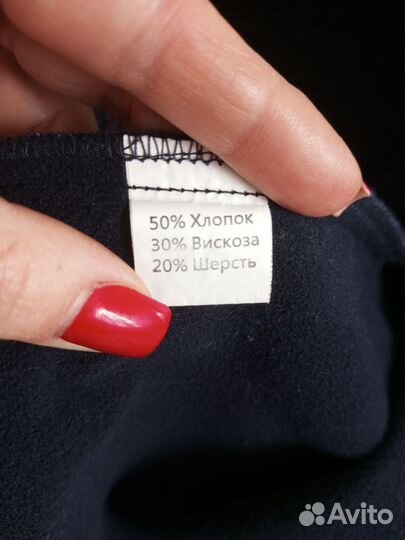 50% Хлопок
30% Вискоза
20% Шерсть
Avito